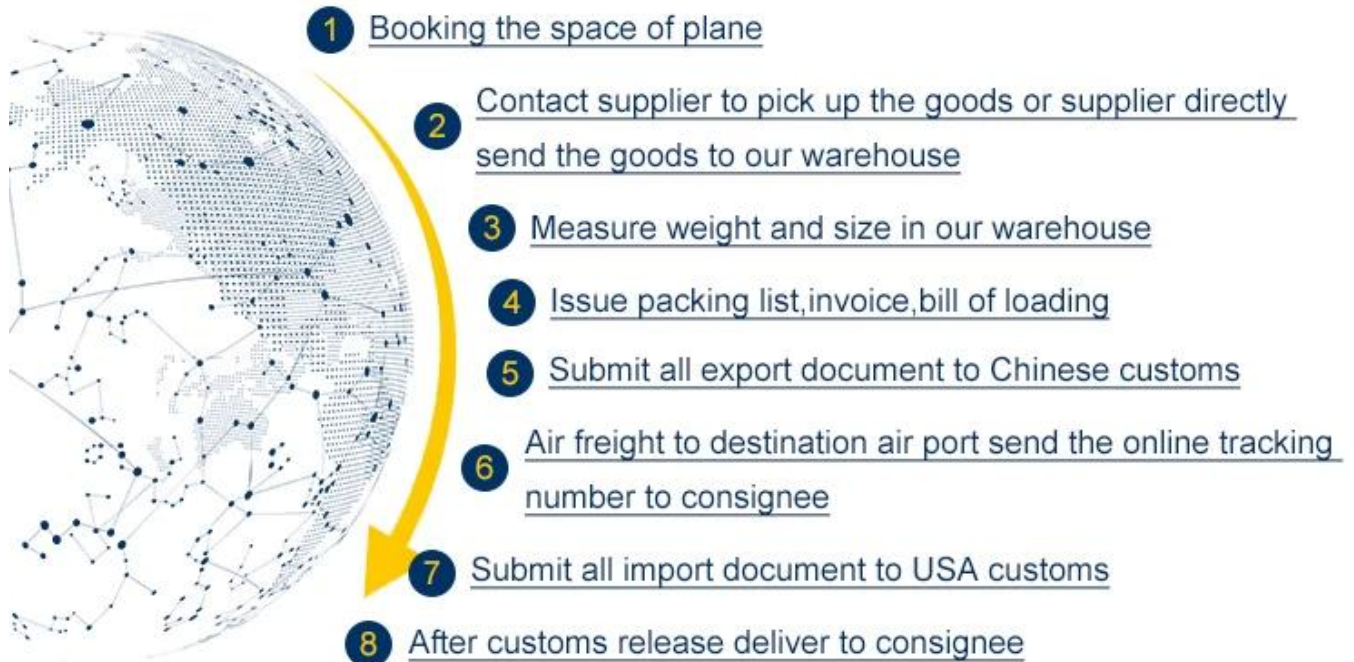 1 Booking the space of plane
2 Contact supplier to pick up the goods or supplier directly
send the goods to our warehouse
3 Measure weight and size in our warehouse
4 Issue packing list,invoice,bill of loading
5 Submit all export document to Chinese customs
6 Air freight to destination air port send the online tracking
number to consignee
7 Submit all import document to USA customs
8 After customs release deliver to consignee